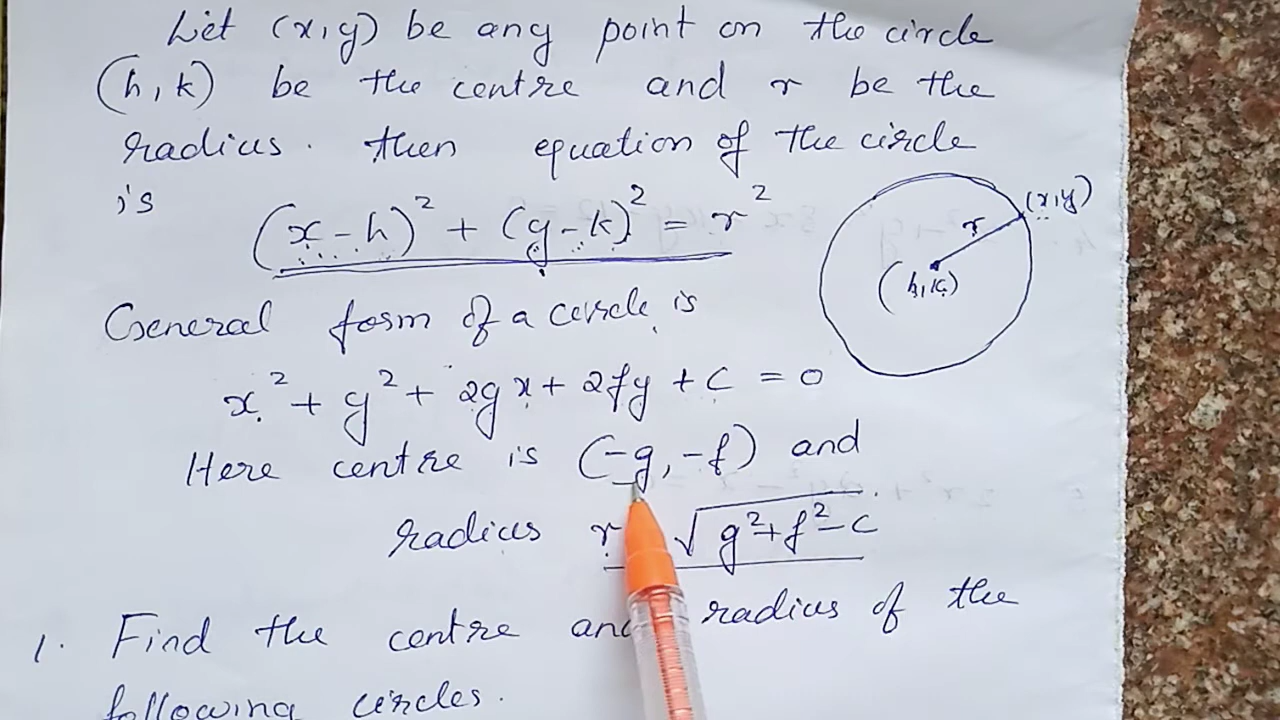 Let (x,y) be any point on the circle
(h,k) be the centre and r be the
radius. then equation of the circle
is
(x-h)² + (y-k)² = r²
(x,y)
r
(h,k)
General form of a circle is
x² + y² + 2gx + 2fy + c = 0
Here centre is (-g, -f) and
radius r √g²+f²-c
1. Find the centre and radius of the
following circles.